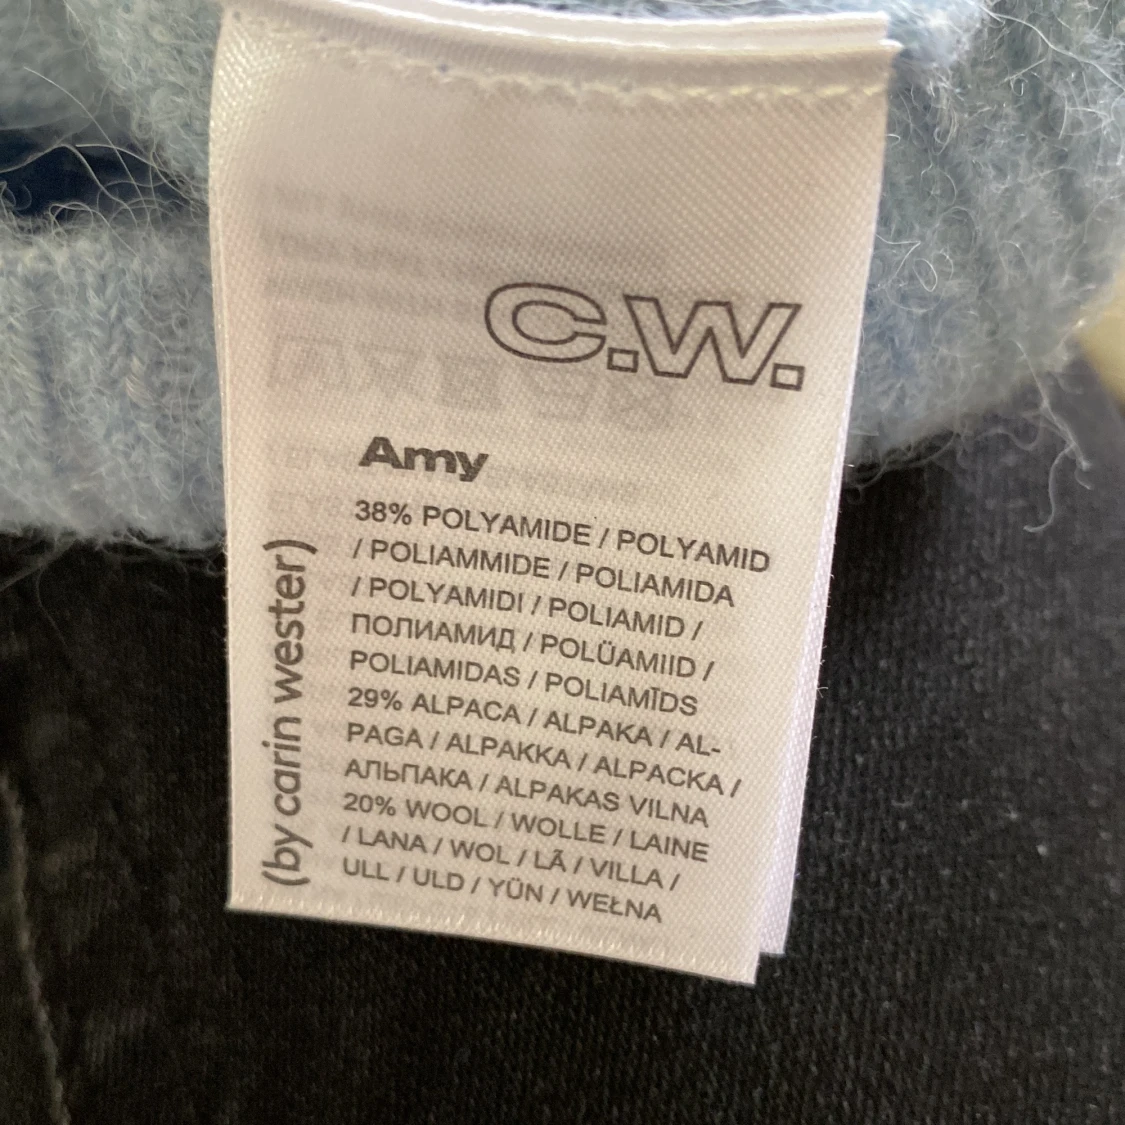 C.W.
Amy
38% POLYAMIDE / POLYAMID
/ POLIAMMIDE / POLIAMIDA
/ POLYAMIDI / POLIAMID /
ПОЛИАМИД / POLÜAMIID /
POLIAMIDAS / POLIAMĪDS
29% ALPACA / ALPAKA / AL-
PAGA / ALPAKKA / ALPACKA /
АЛЬПАКА / ALPAKAS VILNA
20% WOOL / WOLLE / LAINE
/ LANA / WOL / LÃ / VILLA /
ULL / ULD / YÜN / WEŁNA
(by carin wester)